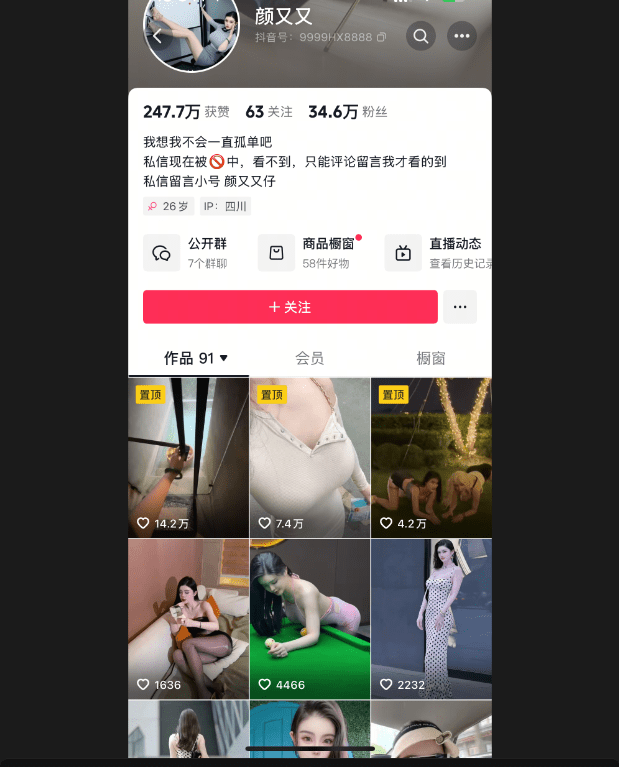 颜又又
抖音号：9999HX8888
247.7万 获赞 63 关注 34.6万 粉丝
我想我不会一直孤单吧
私信现在被🚫中，看不到，只能评论留言我才看的到
私信留言小号 颜又又仔
26岁 IP：四川
公开群 商品橱窗 直播动态
7个群聊 58件好物 查看历史记录
+ 关注
作品 91 ▼ 会员 橱窗
置顶 置顶 置顶
14.2万 7.4万 4.2万
1636 4466 2232